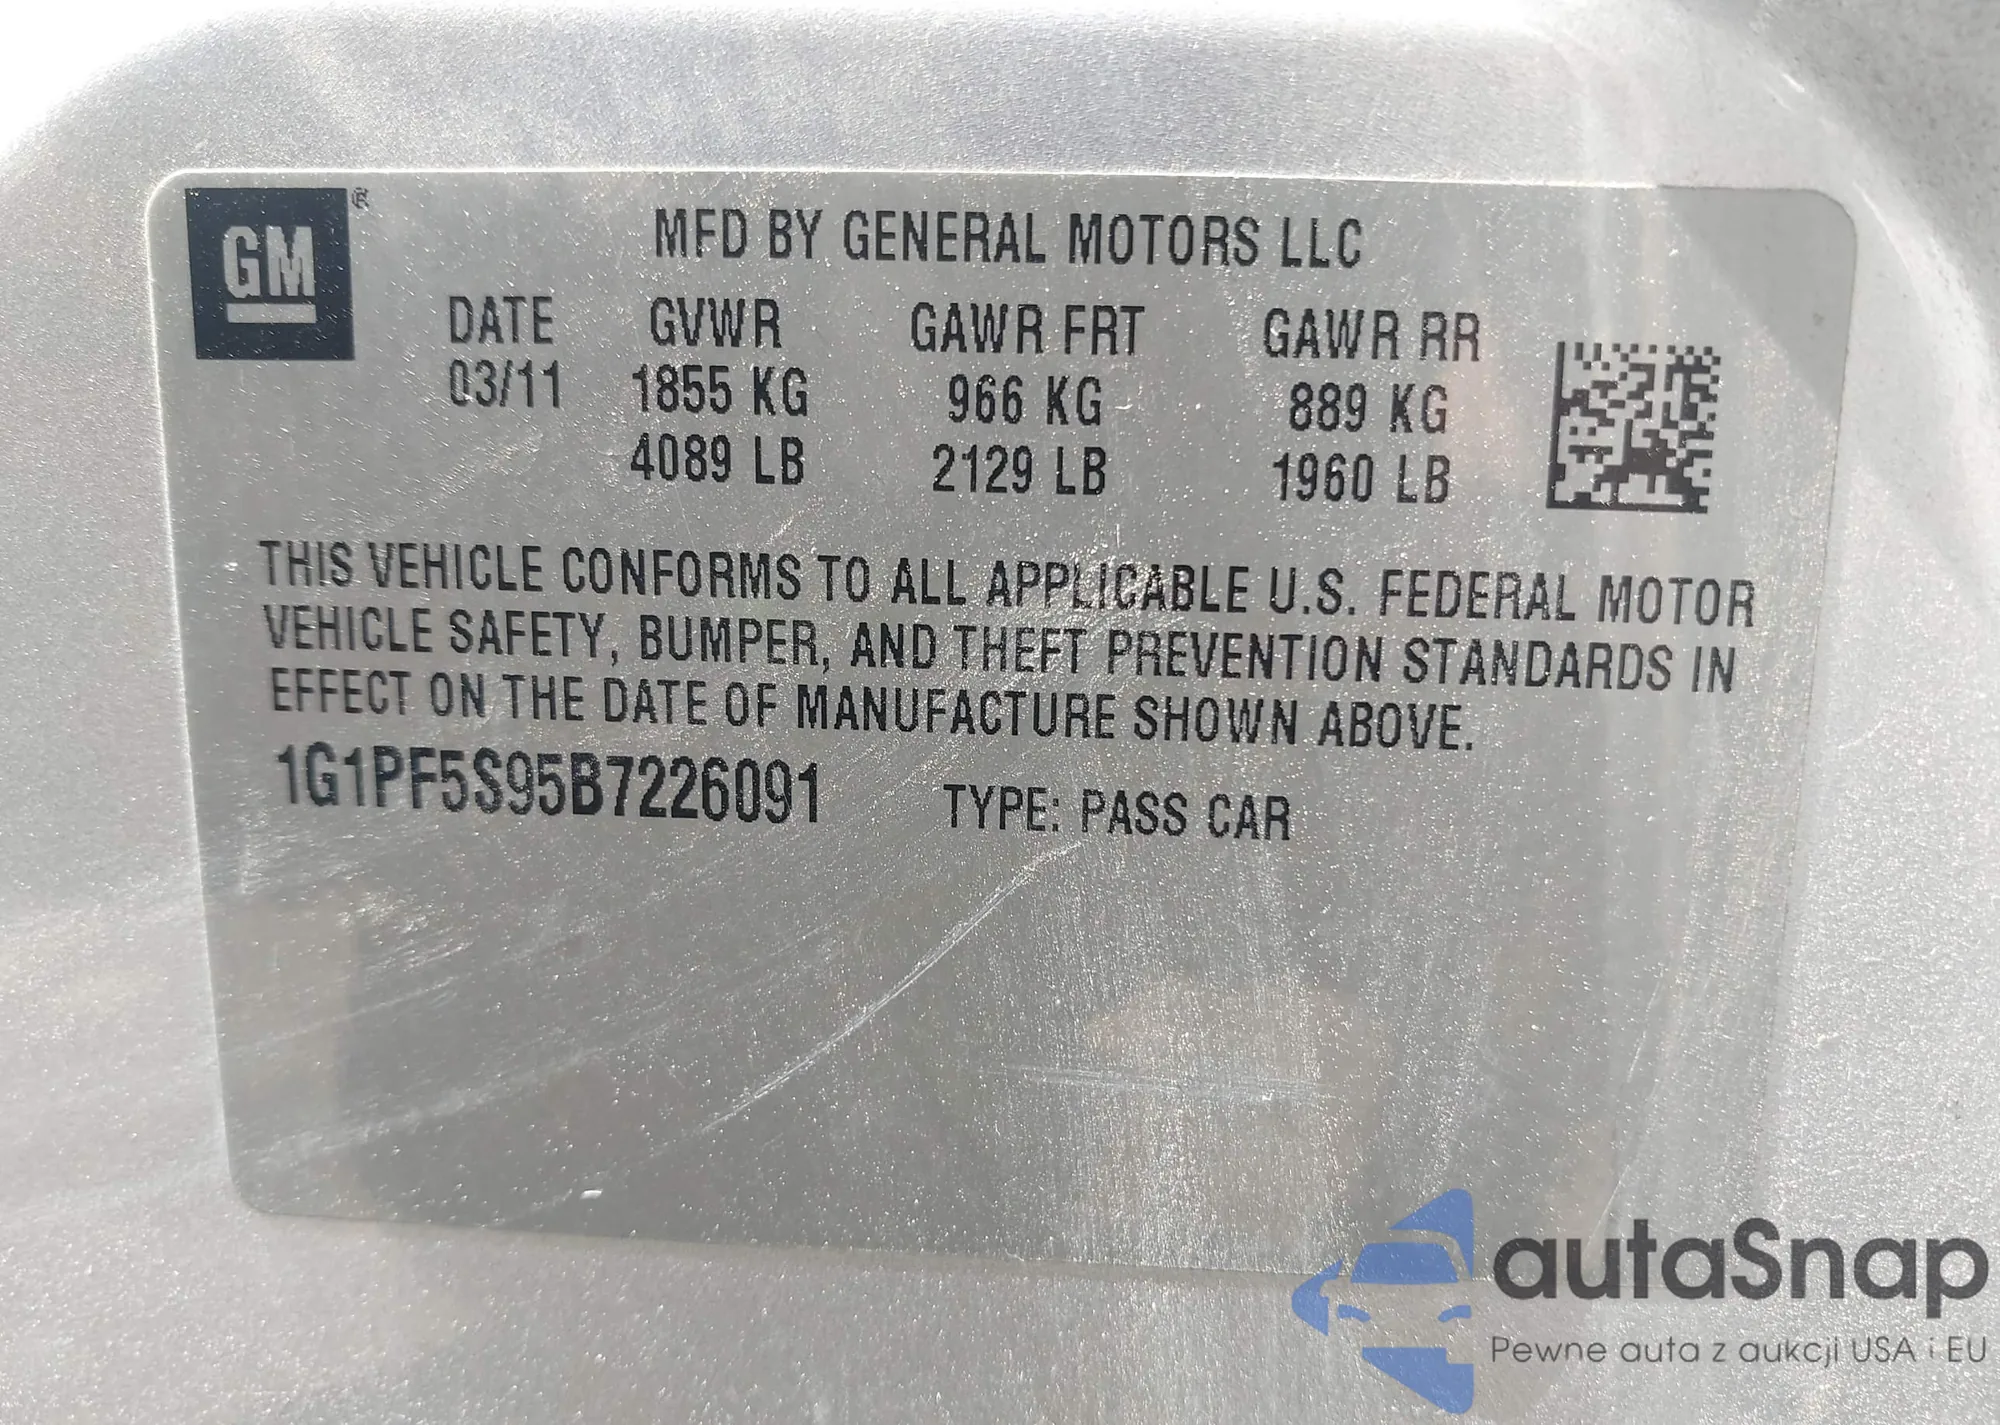 GM®
MFD BY GENERAL MOTORS LLC
DATE GVWR GAWR FRT GAWR RR
03/11 1855 KG 966 KG 889 KG
4089 LB 2129 LB 1960 LB
THIS VEHICLE CONFORMS TO ALL APPLICABLE U.S. FEDERAL MOTOR
VEHICLE SAFETY, BUMPER, AND THEFT PREVENTION STANDARDS IN
EFFECT ON THE DATE OF MANUFACTURE SHOWN ABOVE.
1G1PF5S95B7226091 TYPE: PASS CAR
autaSnap
Pewne auta z aukcji USA i EU